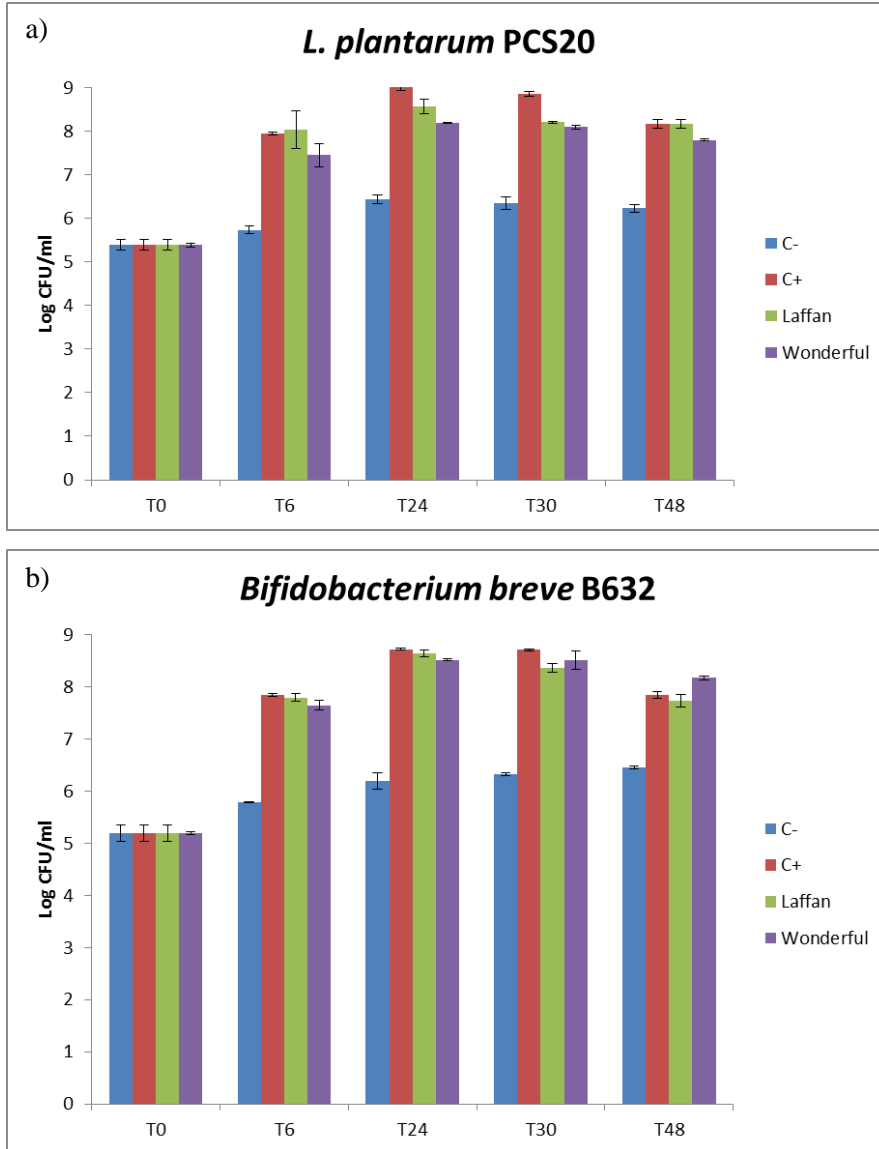 a)
L. plantarum PCS20
9
8
7
6
5
4
3
2
1
0
Log CFU/ml
T0 T6 T24 T30 T48
C-
C+
Laffan
Wonderful
b)
Bifidobacterium breve B632
9
8
7
6
5
4
3
2
1
0
Log CFU/ml
T0 T6 T24 T30 T48
C-
C+
Laffan
Wonderful